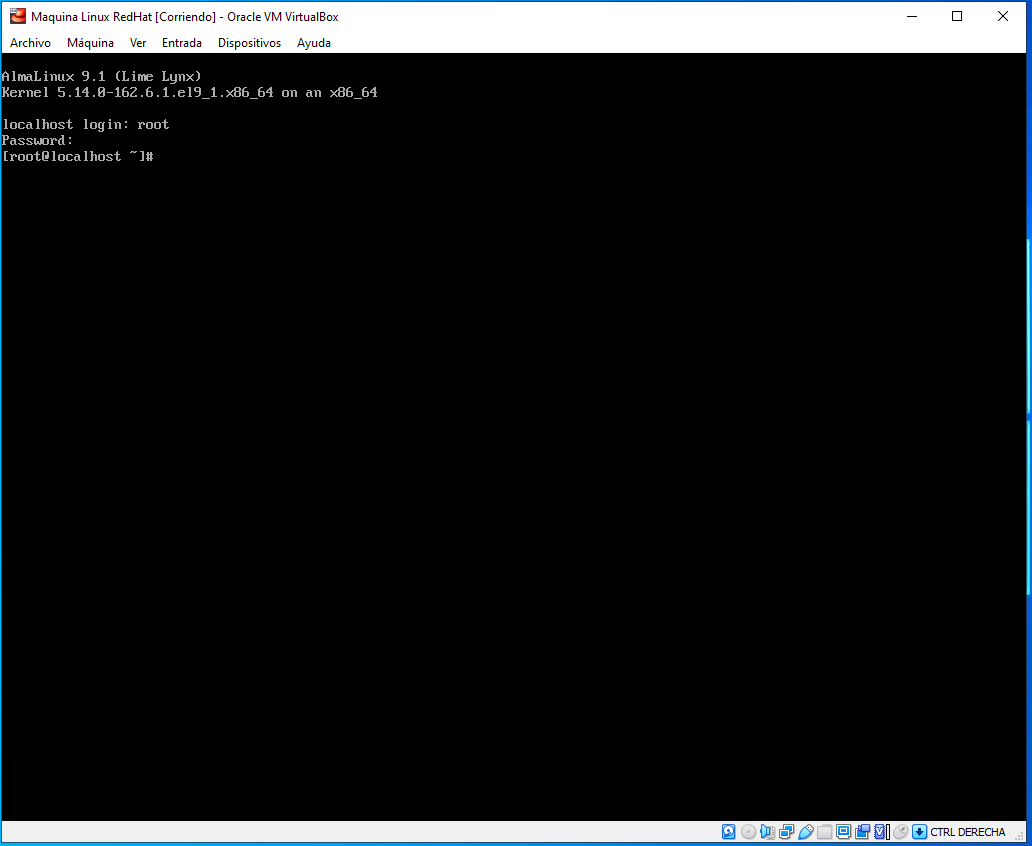 Maquina Linux RedHat [Corriendo] - Oracle VM VirtualBox
Archivo Máquina Ver Entrada Dispositivos Ayuda
AlmaLinux 9.1 (Lime Lynx)
Kernel 5.14.0-162.6.1.el9_1.x86_64 on an x86_64
localhost login: root
Password:
[root@localhost ~]#
CTRL DERECHA